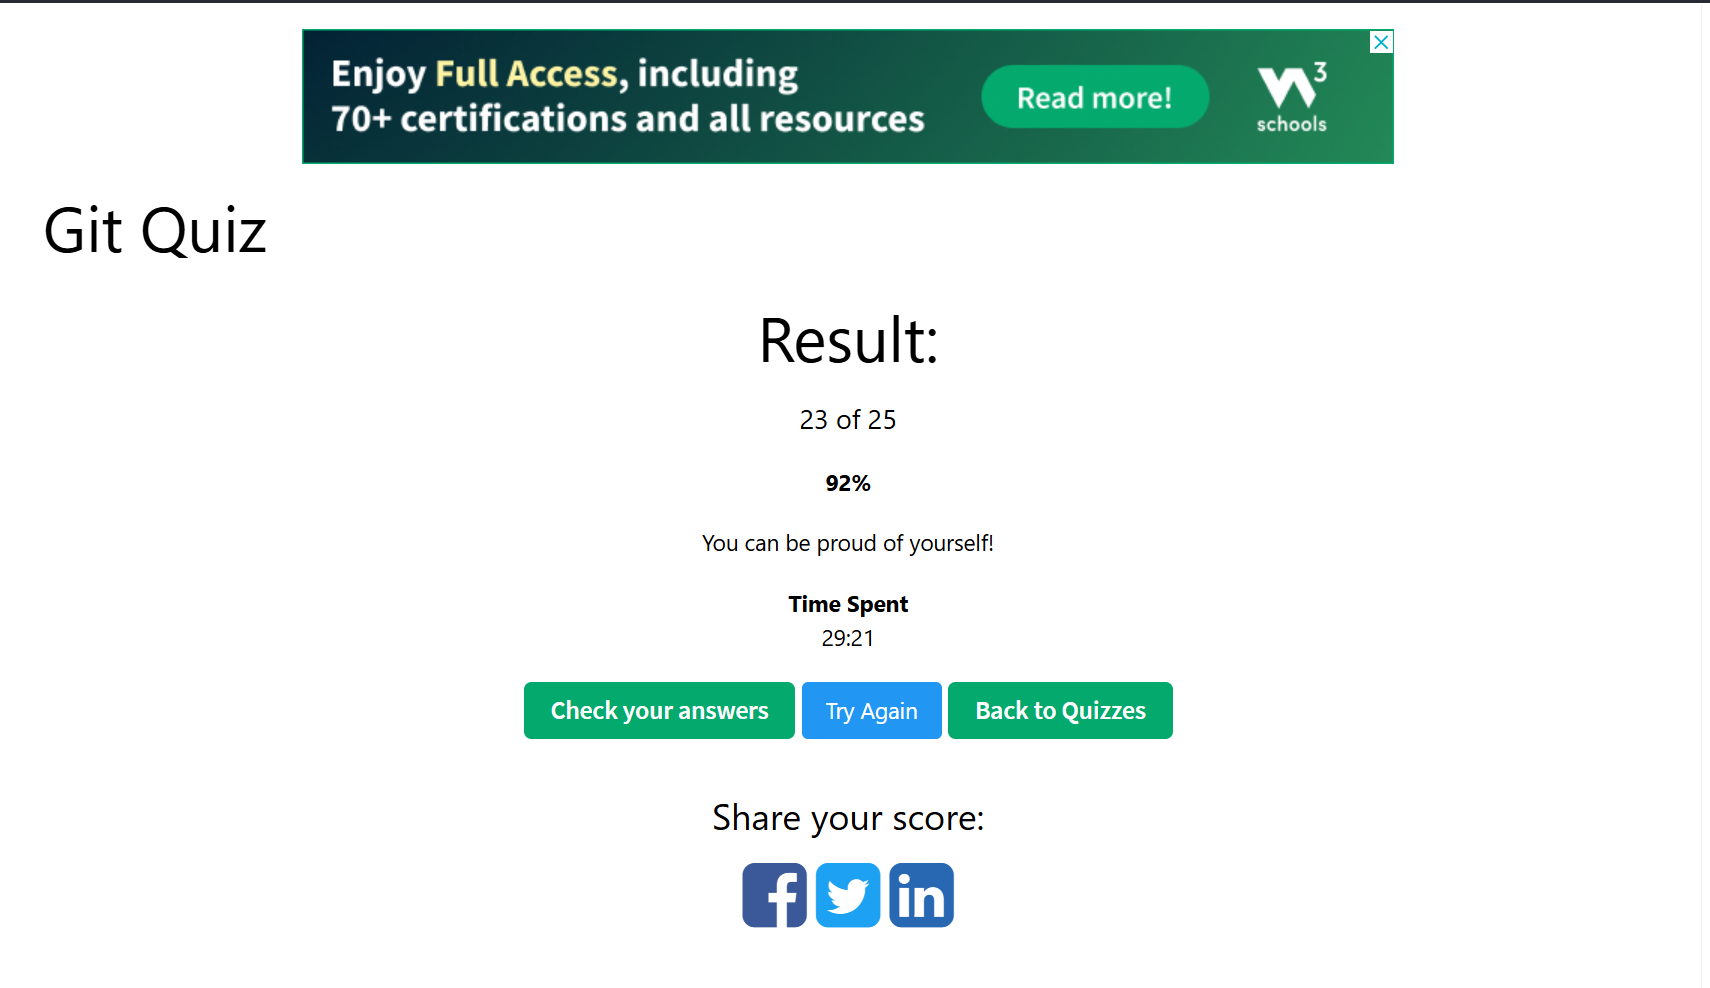 Enjoy Full Access, including
70+ certifications and all resources
Read more!
3
schools
Git Quiz
Result:
23 of 25
92%
You can be proud of yourself!
Time Spent
29:21
Check your answers
Try Again
Back to Quizzes
Share your score:
f
in